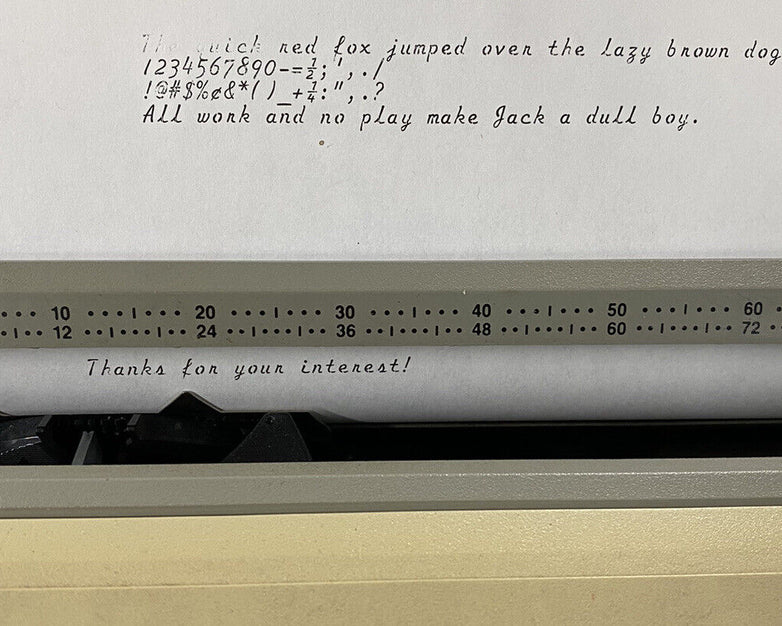 The quick red fox jumped over the lazy brown dog
1234567890-=½;',./
!@#$%¢&*()_+¼:",.?
All work and no play make Jack a dull boy.
10 20 30 40 50 60
12 24 36 48 60 72
Thanks for your interest!